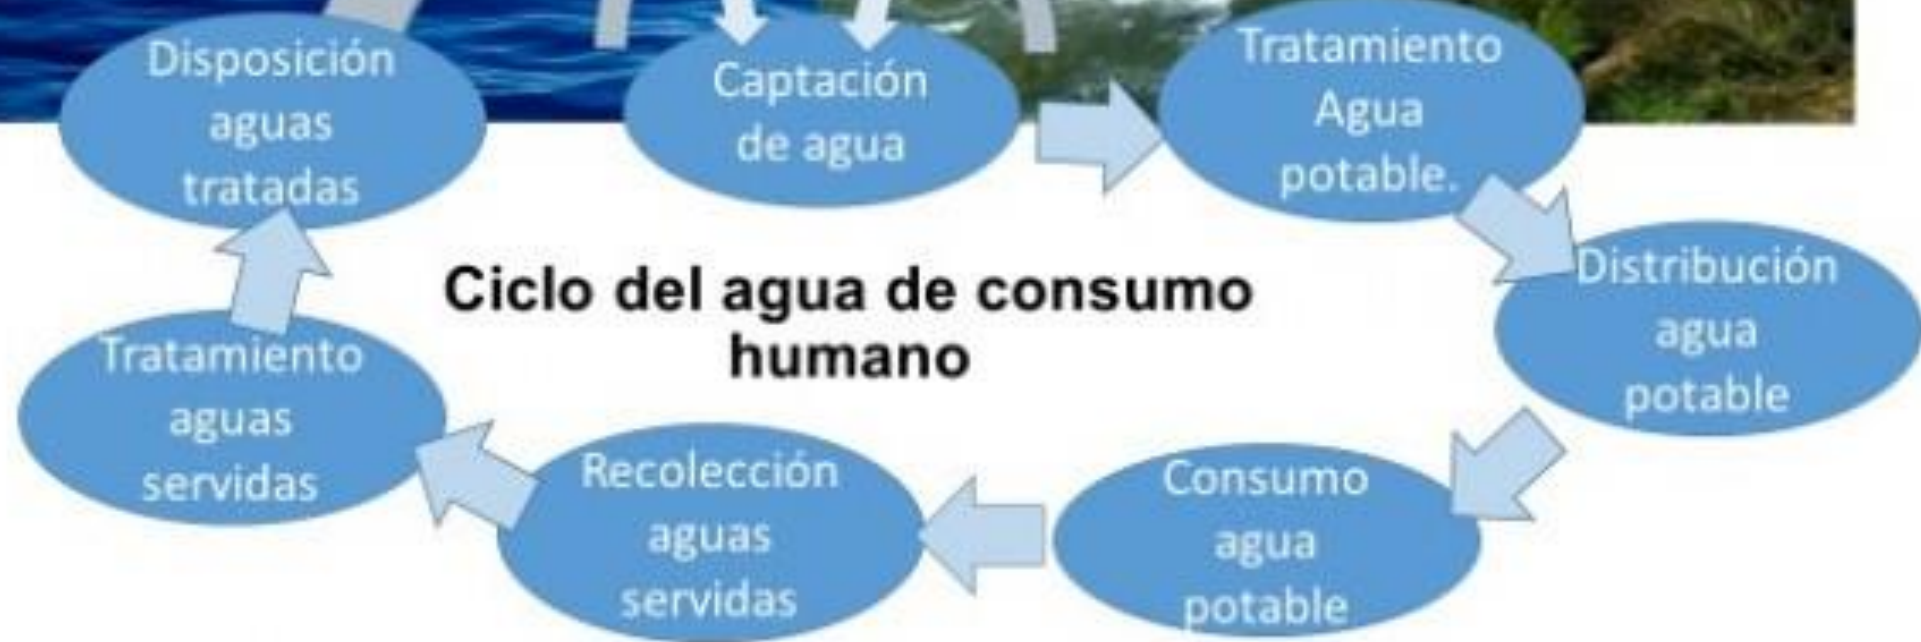 Disposición
aguas
tratadas
Captación
de agua
Tratamiento
Agua
potable.
Distribución
agua
potable
Ciclo del agua de consumo
humano
Tratamiento
aguas
servidas
Recolección
aguas
servidas
Consumo
agua
potable